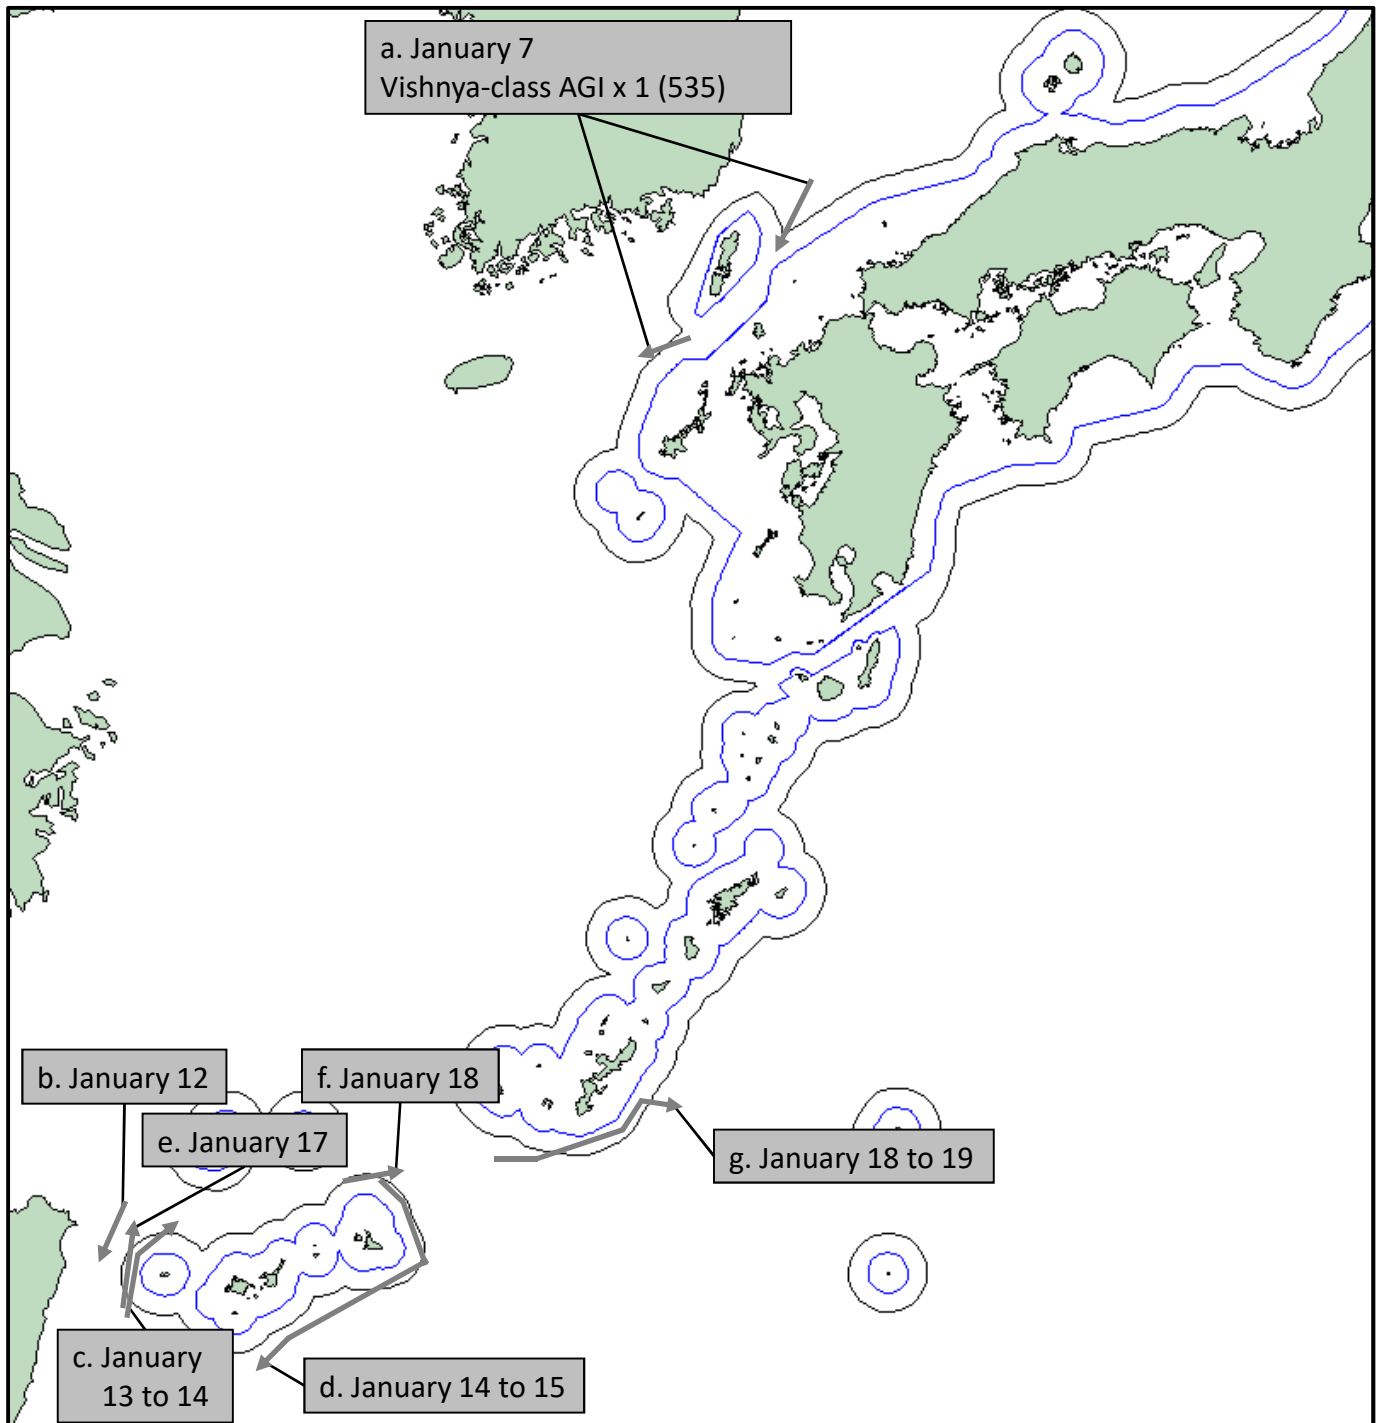 a. January 7
Vishnya-class AGI x 1 (535)
b. January 12
f. January 18
e. January 17
g. January 18 to 19
c. January
13 to 14
d. January 14 to 15